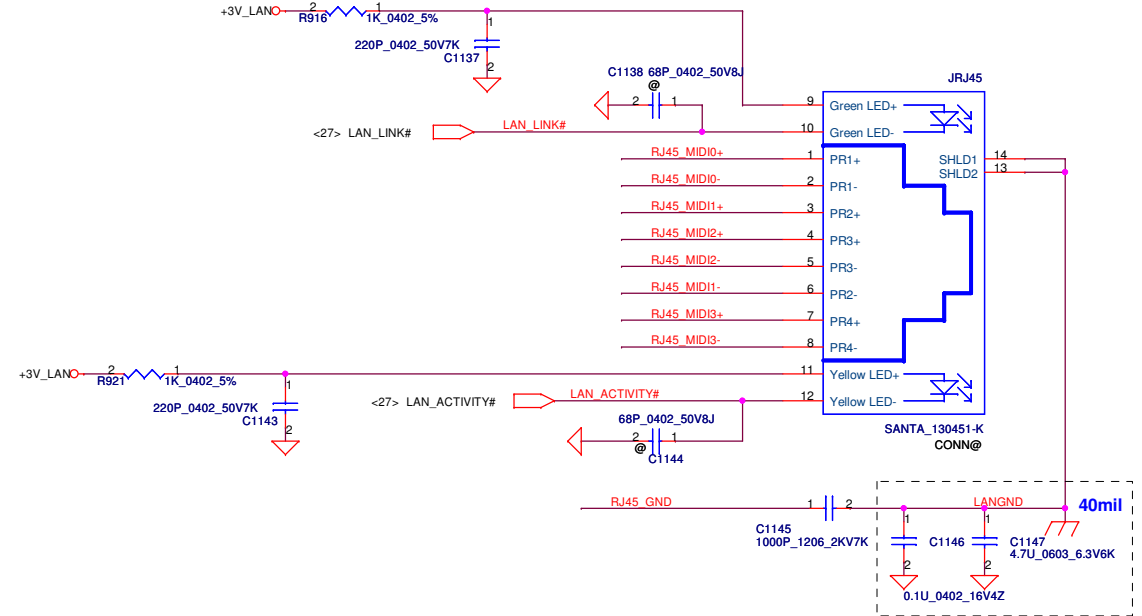 +3V_LAN
2
1
R916
1K_0402_5%
1
220P_0402_50V7K
C1137
2
C1138 68P_0402_50V8J
@
2
1
JRJ45
9
Green LED+
<27> LAN_LINK#
LAN_LINK#
10
Green LED-
RJ45_MIDI0+
1
PR1+
SHLD1
14
SHLD2
13
RJ45_MIDI0-
2
PR1-
RJ45_MIDI1+
3
PR2+
RJ45_MIDI2+
4
PR3+
RJ45_MIDI2-
5
PR3-
RJ45_MIDI1-
6
PR2-
RJ45_MIDI3+
7
PR4+
RJ45_MIDI3-
8
PR4-
+3V_LAN
2
1
R921
1K_0402_5%
11
Yellow LED+
1
220P_0402_50V7K
C1143
2
<27> LAN_ACTIVITY#
LAN_ACTIVITY#
12
Yellow LED-
68P_0402_50V8J
2
1
@
C1144
SANTA_130451-K
CONN@
RJ45_GND
1
2
LANGND
40mil
C1145
1000P_1206_2KV7K
1
C1146
2
1
C1147
4.7U_0603_6.3V6K
2
0.1U_0402_16V4Z